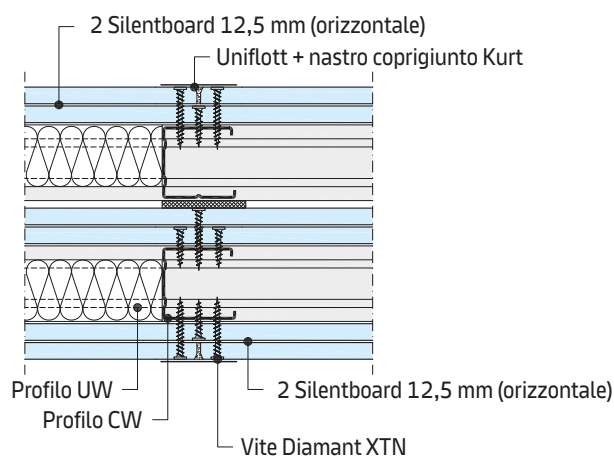 2 Silentboard 12,5 mm (orizzontale)
Uniflott + nastro coprigiunto Kurt
Profilo UW
2 Silentboard 12,5 mm (orizzontale)
Profilo CW
Vite Diamant XTN